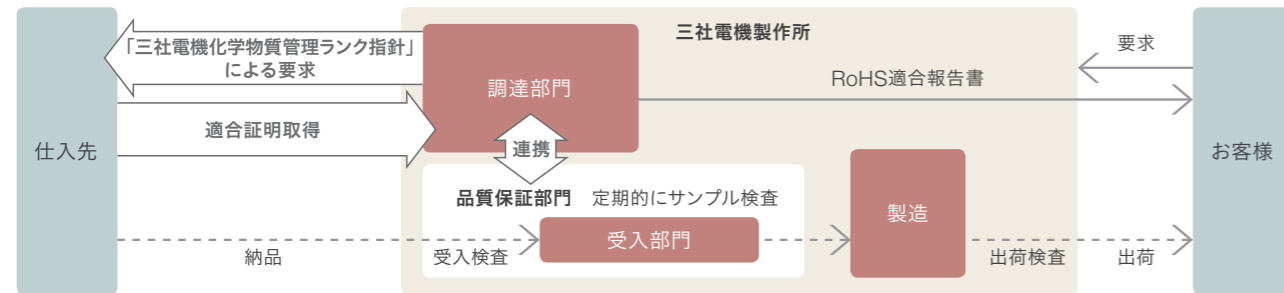 三社電機製作所
「三社電機化学物質管理ランク指針」
による要求
要求
調達部門
RoHS適合報告書
適合証明取得
仕入先
連携
お客様
品質保証部門 定期的にサンプル検査
製造
受入部門
納品
受入検査
出荷検査
出荷